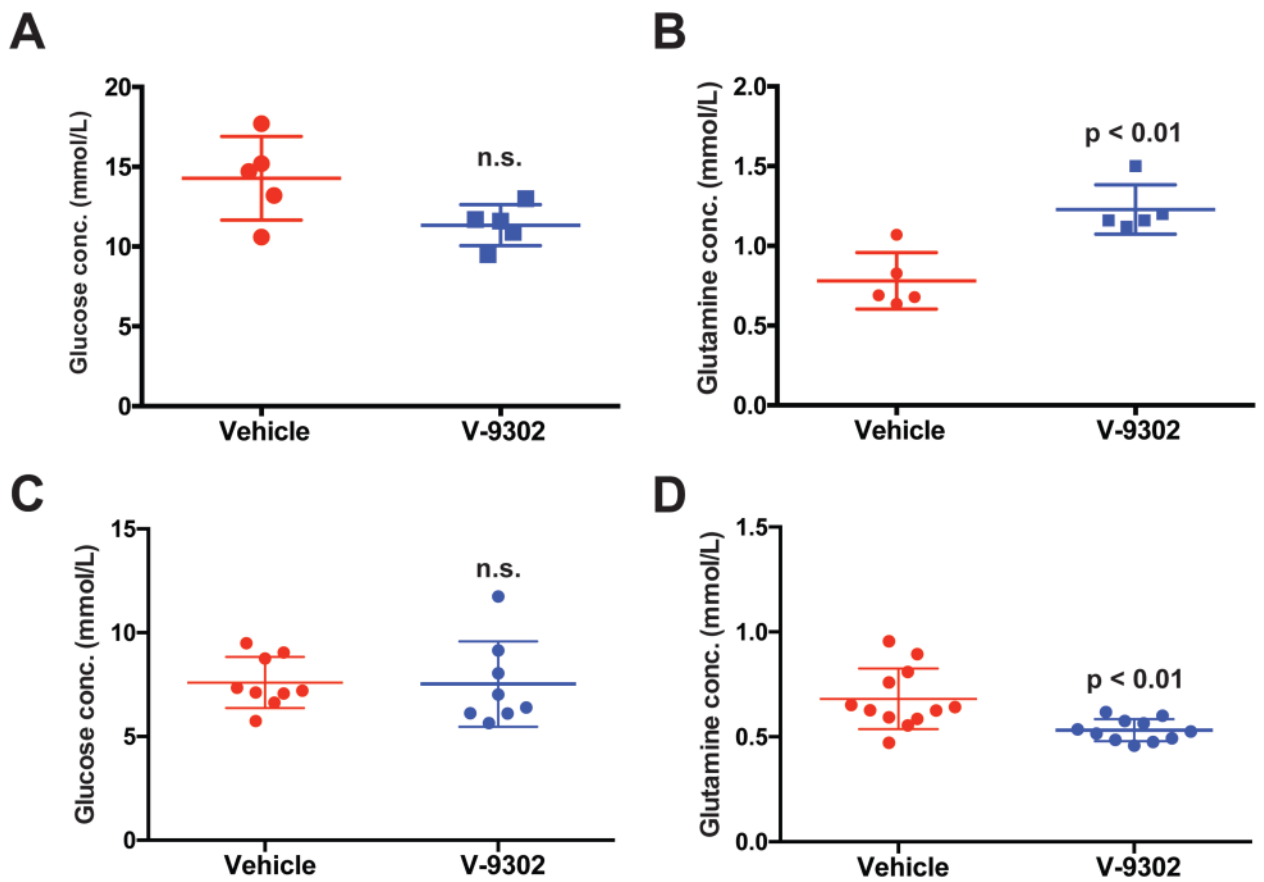 A
Glucose conc. (mmol/L)
20
15
10
5
0
n.s.
Vehicle
V-9302
B
Glutamine conc. (mmol/L)
2.0
1.5
1.0
0.5
0.0
p < 0.01
Vehicle
V-9302
C
Glucose conc. (mmol/L)
15
10
5
0
n.s.
Vehicle
V-9302
D
Glutamine conc. (mmol/L)
1.5
1.0
0.5
0.0
p < 0.01
Vehicle
V-9302